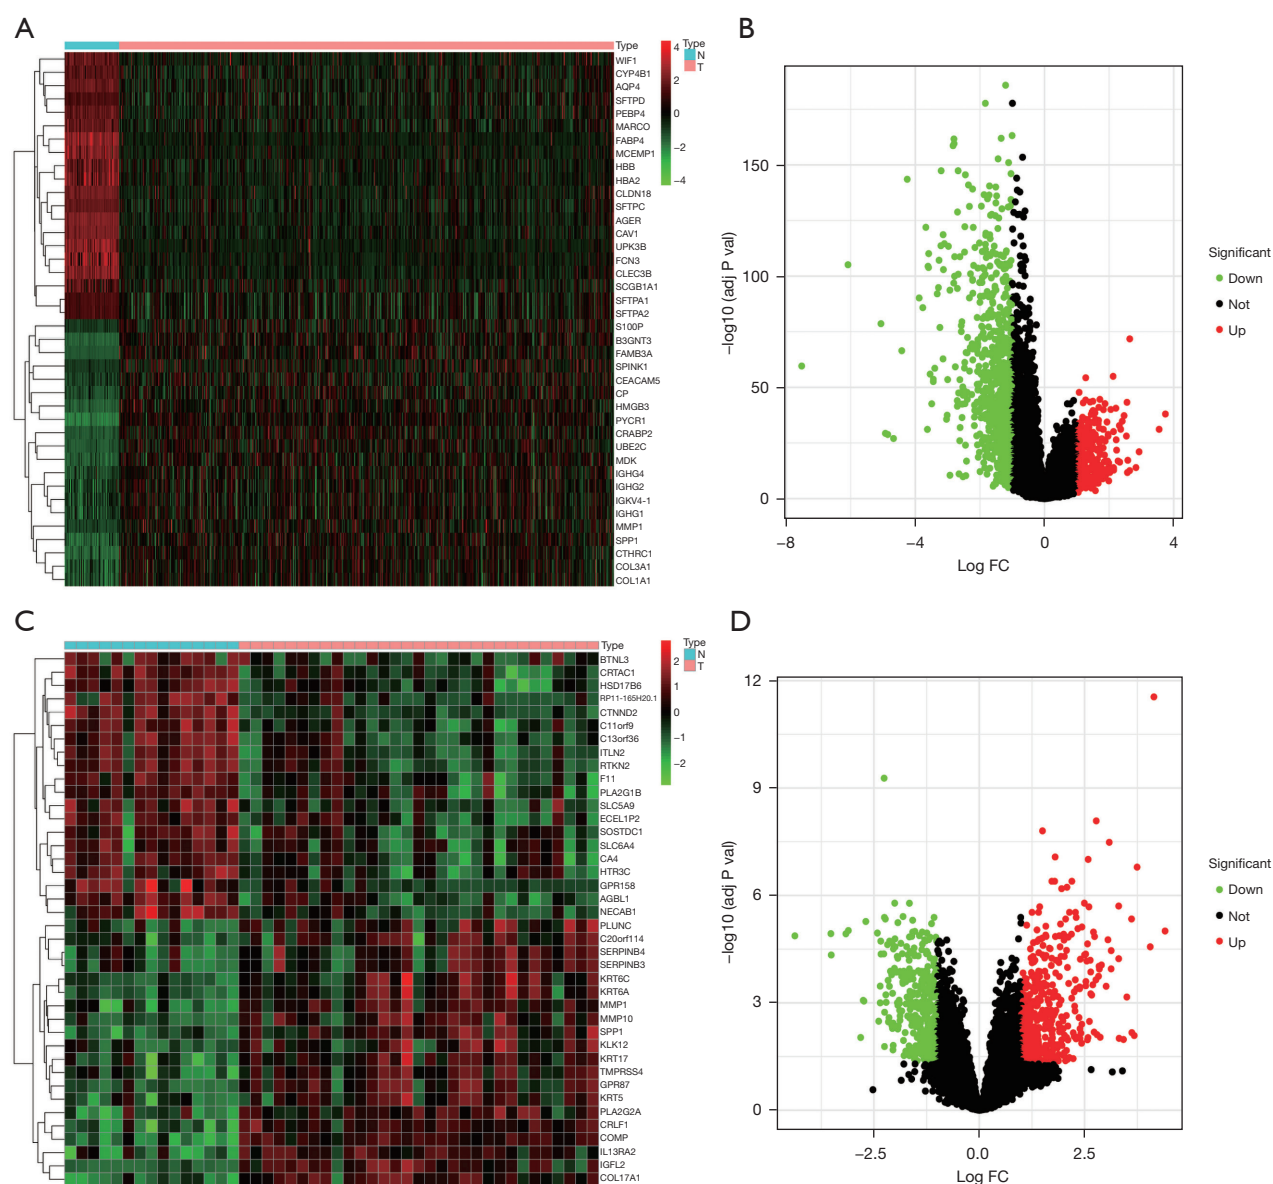 A
Type
WIF1
CYP4B1
AQP4
SFTPD
PEBP4
MARCO
FABP4
MCEMP1
HBB
HBA2
CLDN18
SFTPC
AGER
CAV1
UPK3B
FCN3
CLEC3B
SCGB1A1
SFTPA1
SFTPA2
S100P
B3GNT3
FAMB3A
SPINK1
CEACAM5
CP
HMGB3
PYCR1
CRABP2
UBE2C
MDK
IGHG4
IGHG2
IGKV4-1
IGHG1
MMP1
SPP1
CTHRC1
COL3A1
COL1A1
4
2
0
−2
−4
Type
N
T
B
−log10 (adj P val)
150
100
50
0
−8
−4
0
4
Log FC
Significant
Down
Not
Up
C
Type
BTNL3
CRTAC1
HSD17B6
RP11-165H20.1
CTNND2
C11orf9
C13orf36
ITLN2
RTKN2
F11
PLA2G1B
SLC5A9
ECEL1P2
SOSTDC1
SLC6A4
CA4
HTR3C
GPR158
AGBL1
NECAB1
PLUNC
C20orf114
SERPINB4
SERPINB3
KRT6C
KRT6A
MMP1
MMP10
SPP1
KLK12
KRT17
TMPRSS4
GPR87
KRT5
PLA2G2A
CRLF1
COMP
IL13RA2
IGFL2
COL17A1
2
1
0
−1
−2
Type
N
T
D
−log10 (adj P val)
12
9
6
3
0
−2.5
0.0
2.5
Log FC
Significant
Down
Not
Up